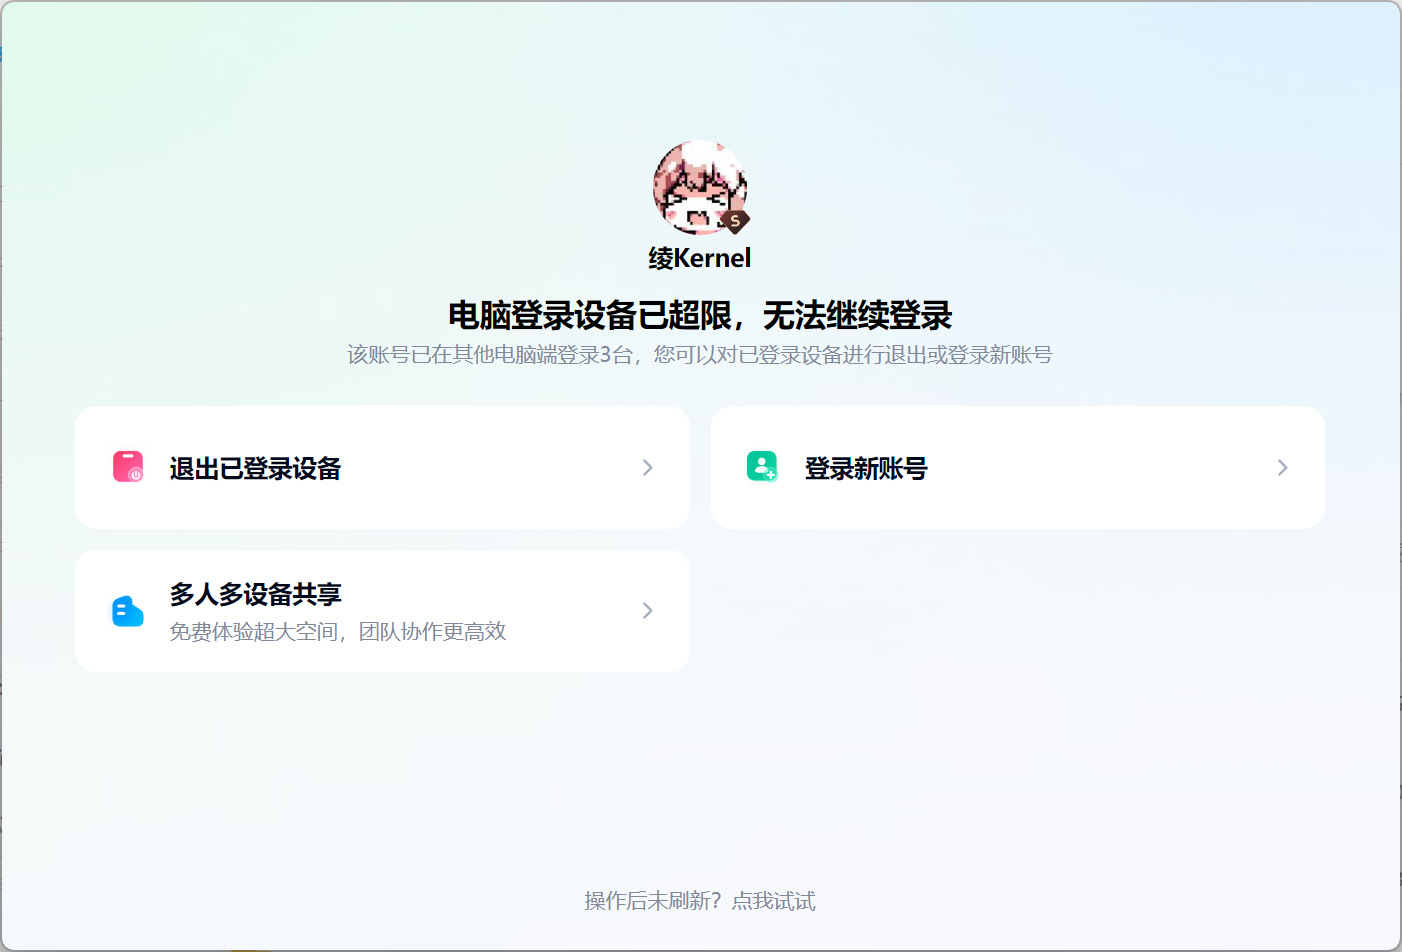 S
绫Kernel
电脑登录设备已超限，无法继续登录
该账号已在其他电脑端登录3台，您可以对已登录设备进行退出或登录新账号
退出已登录设备
登录新账号
多人多设备共享
免费体验超大空间，团队协作更高效
操作后未刷新？点我试试